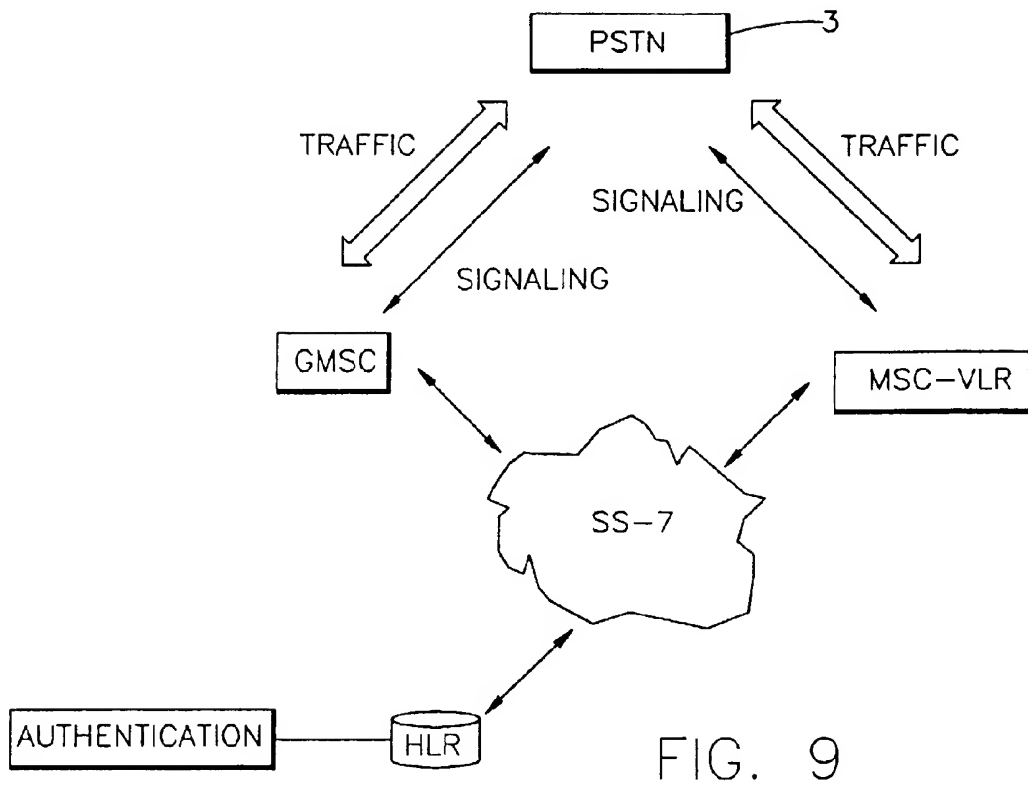 PSTN
3
TRAFFIC
TRAFFIC
SIGNALING
SIGNALING
GMSC
MSC-VLR
SS-7
AUTHENTICATION
HLR
FIG. 9